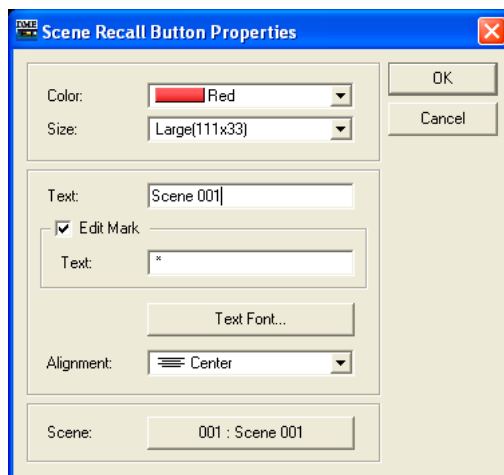 DME
Scene Recall Button Properties
Color: Red
OK
Size: Large(111x33)
Cancel
Text: Scene 001
Edit Mark
Text: *
Text Font...
Alignment: Center
Scene: 001 : Scene 001